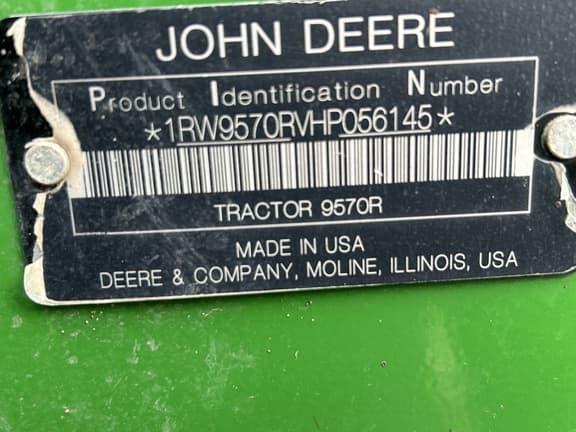 JOHN DEERE
Product Identification Number
*1RW9570RVHP056145*
TRACTOR 9570R
MADE IN USA
DEERE & COMPANY, MOLINE, ILLINOIS, USA